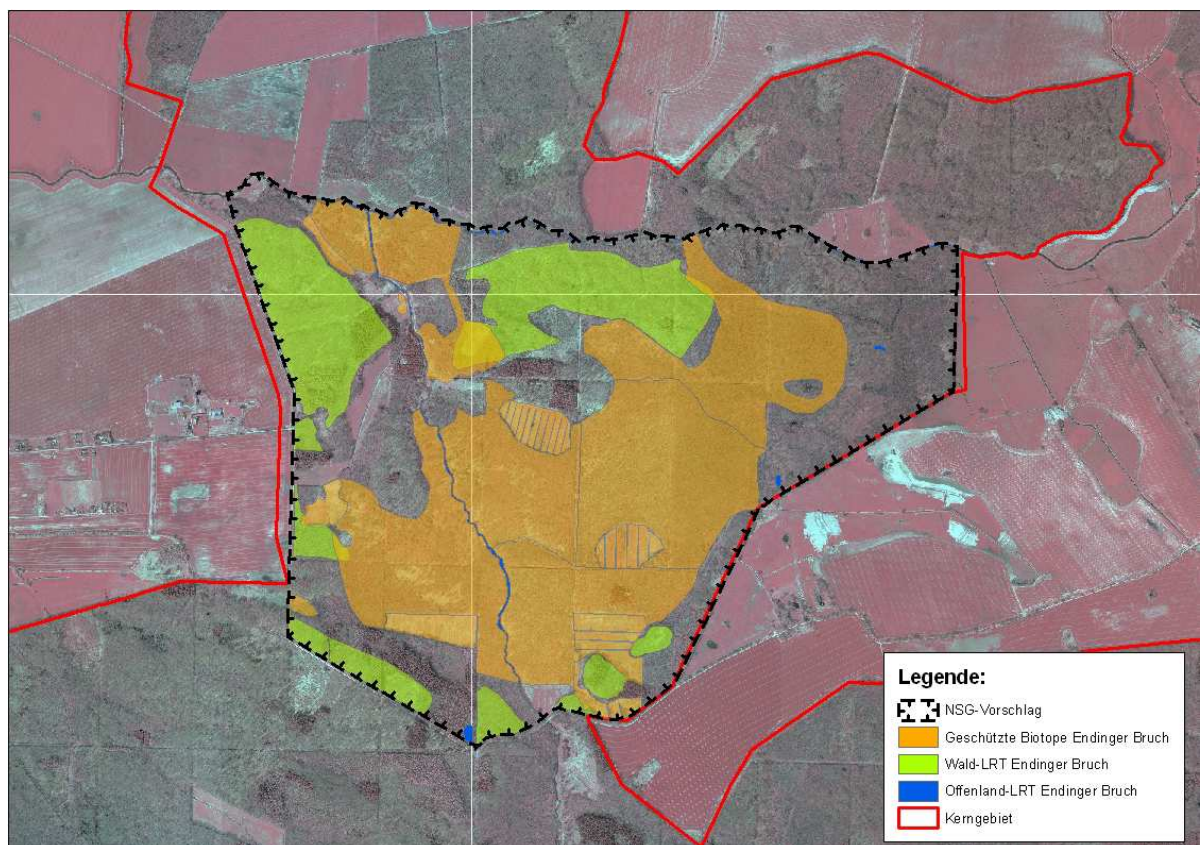 Legende:
NSG-Vorschlag
Geschützte Biotope Endinger Bruch
Wald-LRT Endinger Bruch
Offenland-LRT Endinger Bruch
Kerngebiet